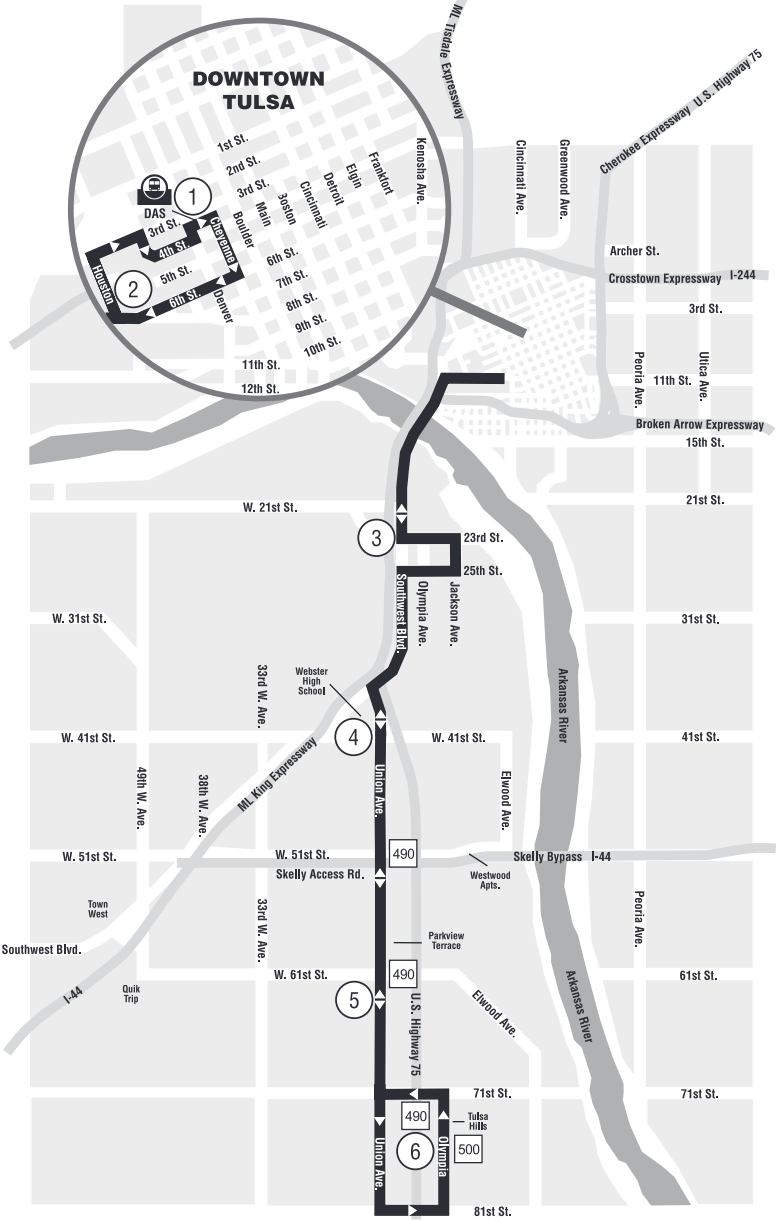 DOWNTOWN
TULSA
ML Tisdale Expressway
Cherokee Expressway U.S. Highway 75
1st St.
2nd St.
3rd St.
Kenosha Ave.
Cincinnati Ave.
Greenwood Ave.
Frankfort
Elgin
Detroit
Cincinnati
Boston
Main
Boulder
DAS
1
3rd St.
4th St.
Cheyenne
5th St.
Houston
2
6th St.
Denver
6th St.
7th St.
8th St.
9th St.
10th St.
11th St.
12th St.
Archer St.
Crosstown Expressway I-244
3rd St.
Peoria Ave.
11th St.
Utica Ave.
Broken Arrow Expressway
15th St.
W. 21st St.
21st St.
3
23rd St.
25th St.
Southwest Blvd.
Olympia Ave.
Jackson Ave.
W. 31st St.
31st St.
Webster
High
School
33rd W. Ave.
Arkansas River
W. 41st St.
4
W. 41st St.
41st St.
49th W. Ave.
38th W. Ave.
ML King Expressway
Union Ave.
Elwood Ave.
W. 51st St.
W. 51st St.
490
Skelly Bypass I-44
Skelly Access Rd.
Westwood
Apts.
Town
West
33rd W. Ave.
Peoria Ave.
Southwest Blvd.
Parkview
Terrace
W. 61st St.
490
61st St.
I-44
Quik
Trip
5
U.S. Highway 75
Elwood Ave.
Arkansas River
71st St.
71st St.
490
Tulsa
Hills
Union Ave.
6
Olympia
500
81st St.